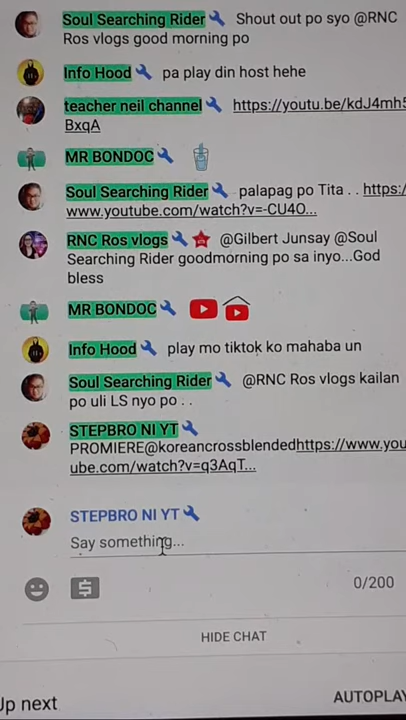 Soul Searching Rider Shout out po syo @RNC
Ros vlogs good morning po
Info Hood pa play din host hehe
teacher neil channel https://youtu.be/kdJ4mh5
BxqA
MR BONDOC
Soul Searching Rider palapag po Tita . . https:/
www.youtube.com/watch?v=-CU4O...
RNC Ros vlogs @Gilbert Junsay @Soul
Searching Rider goodmorning po sa inyo...God
bless
MR BONDOC
Info Hood play mo tiktok ko mahaba un
Soul Searching Rider @RNC Ros vlogs kailan
po uli LS nyo po . .
STEPBRO NI YT
PROMIERE@koreancrossblendedhttps://www.you
ube.com/watch?v=q3AqT...
STEPBRO NI YT
Say something...
0/200
HIDE CHAT
Up next
AUTOPLAY